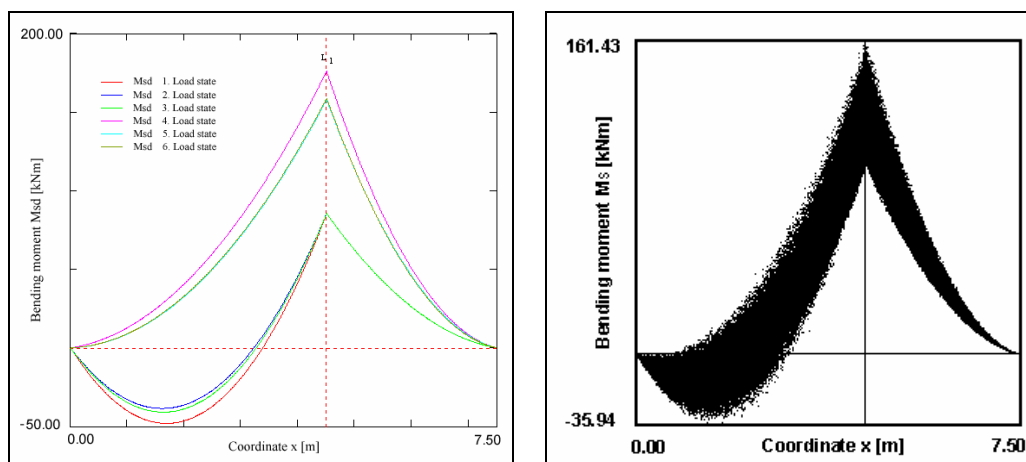 200.00
L 1
Msd 1. Load state
Msd 2. Load state
Msd 3. Load state
Msd 4. Load state
Msd 5. Load state
Msd 6. Load state
Bending moment Msd [kNm]
0
-50.00
0.00
7.50
Coordinate x [m]
161.43
Bending moment Ms [kNm]
-35.94
0.00
Coordinate x [m]
7.50